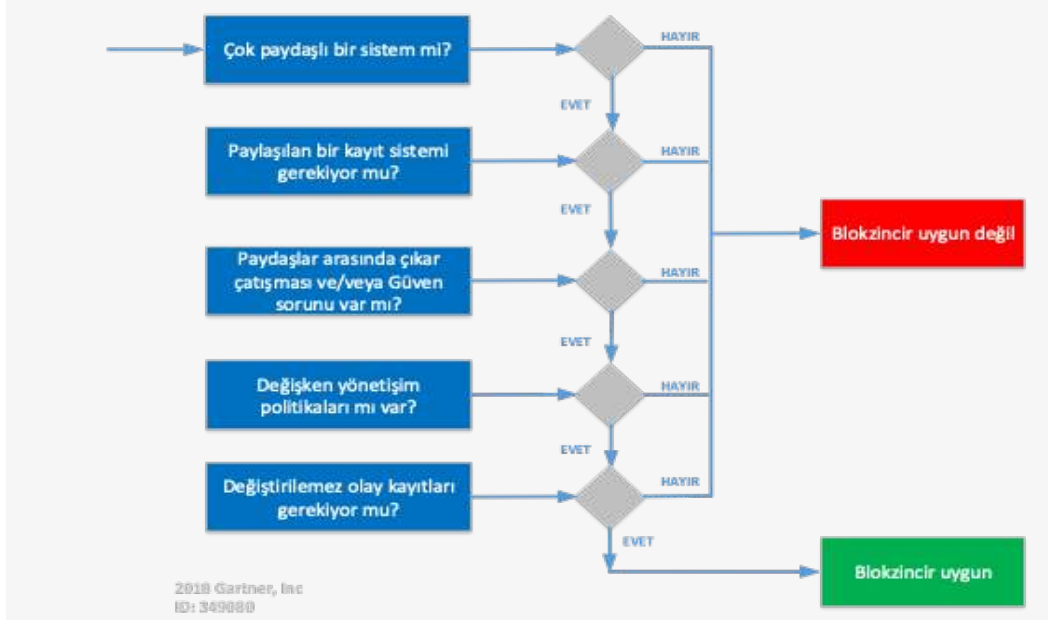 Çok paydaşlı bir sistem mi?
HAYIR
EVET
Paylaşılan bir kayıt sistemi
gerekiyor mu?
HAYIR
EVET
Blokzincir uygun değil
Paydaşlar arasında çıkar
çatışması ve/veya Güven
sorunu var mı?
HAYIR
EVET
Değişken yönetişim
politikaları mı var?
HAYIR
EVET
Değiştirilemez olay kayıtları
gerekiyor mu?
HAYIR
EVET
Blokzincir uygun
2018 Gartner, Inc
ID: 349080